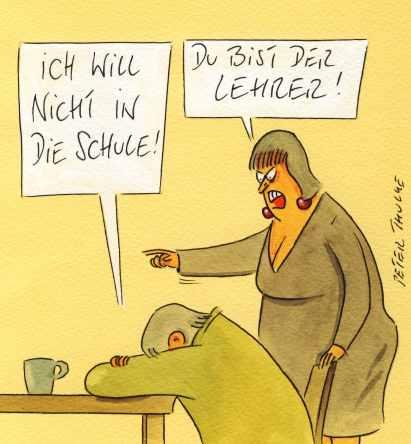 ICH WILL
NICHT IN
DIE SCHULE!
DU BIST DER
LEHRER!
PETER THULKE